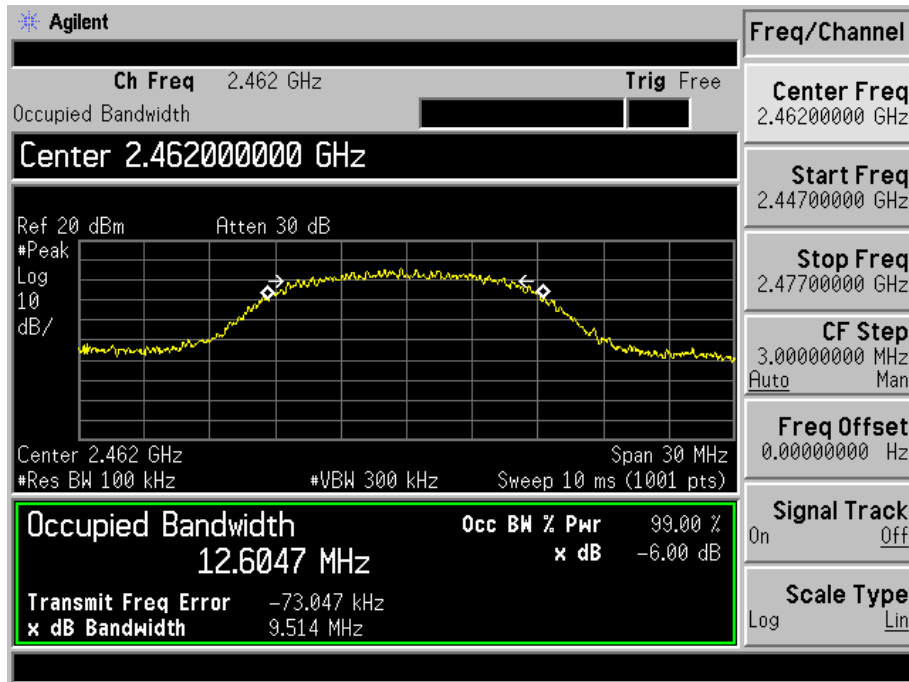 Agilent
Ch Freq 2.462 GHz Trig Free
Occupied Bandwidth
Center 2.462000000 GHz
Ref 20 dBm Atten 30 dB
#Peak
Log
10
dB/
Center 2.462 GHz Span 30 MHz
#Res BW 100 kHz #VBW 300 kHz Sweep 10 ms (1001 pts)
Occupied Bandwidth
12.6047 MHz
Occ BW % Pwr 99.00 %
x dB -6.00 dB
Transmit Freq Error -73.047 kHz
x dB Bandwidth 9.514 MHz
Freq/Channel
Center Freq
2.46200000 GHz
Start Freq
2.44700000 GHz
Stop Freq
2.47700000 GHz
CF Step
3.00000000 MHz
Auto Man
Freq Offset
0.00000000 Hz
Signal Track
On Off
Scale Type
Log Lin